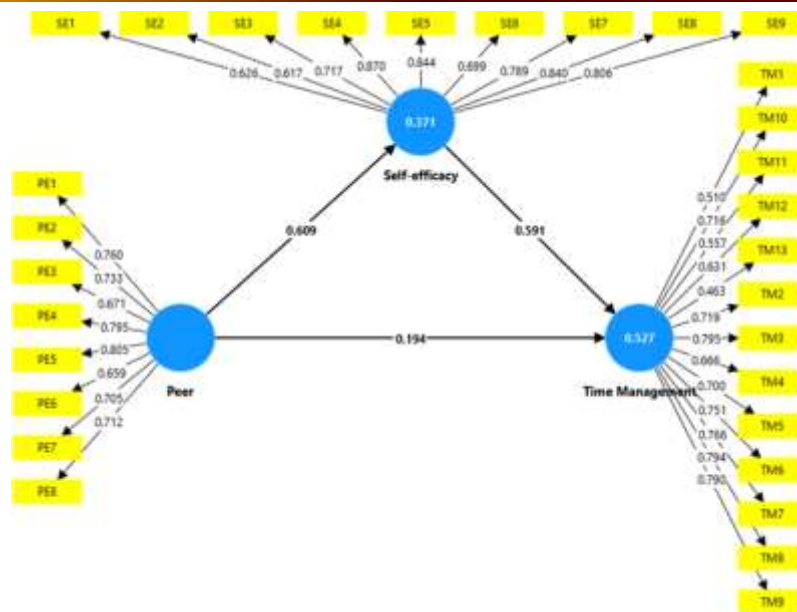 SE1 SE2 SE3 SE4 SE5 SE6 SE7 SE8 SE9
0.626 0.617 0.717 0.870 0.844 0.699 0.789 0.840 0.806
0.371
Self-efficacy
PE1
PE2
PE3
PE4
PE5
PE6
PE7
PE8
0.760
0.733
0.671
0.795
0.805
0.659
0.705
0.712
Peer
0.609
0.591
0.194
0.527
Time Management
0.510
0.716
0.557
0.631
0.463
0.719
0.795
0.666
0.700
0.751
0.766
0.794
0.790
TM1
TM10
TM11
TM12
TM13
TM2
TM3
TM4
TM5
TM6
TM7
TM8
TM9